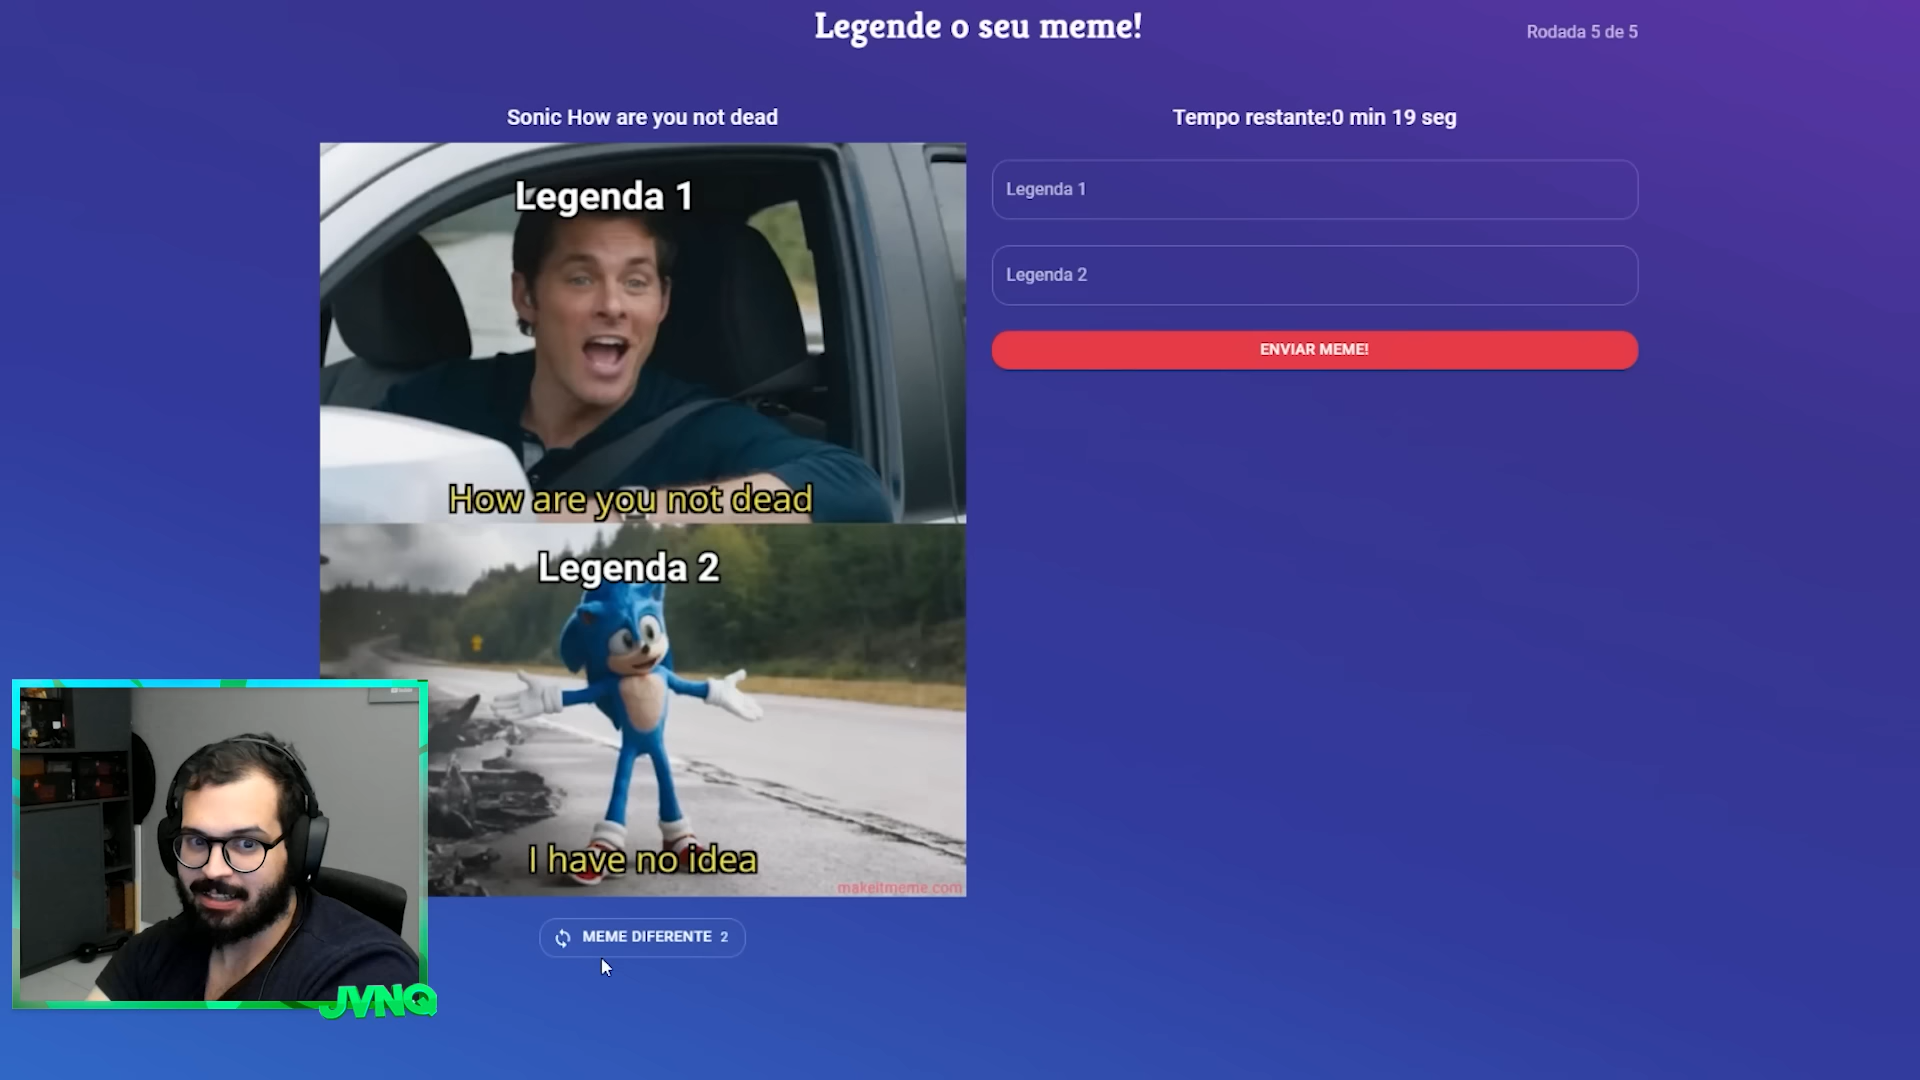 Legende o seu meme!
Rodada 5 de 5
Sonic How are you not dead
Tempo restante:0 min 19 seg
Legenda 1
How are you not dead
Legenda 2
I have no idea
makeitmeme.com
MEME DIFERENTE 2
Legenda 1
Legenda 2
ENVIAR MEME!
JVNQ